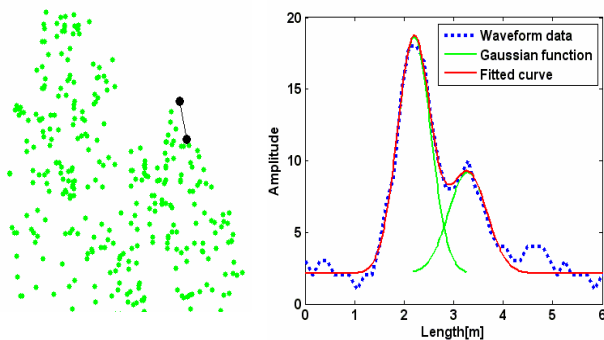 20
15
10
5
0
Amplitude
Waveform data
Gaussian function
Fitted curve
0 1 2 3 4 5 6
Length[m]